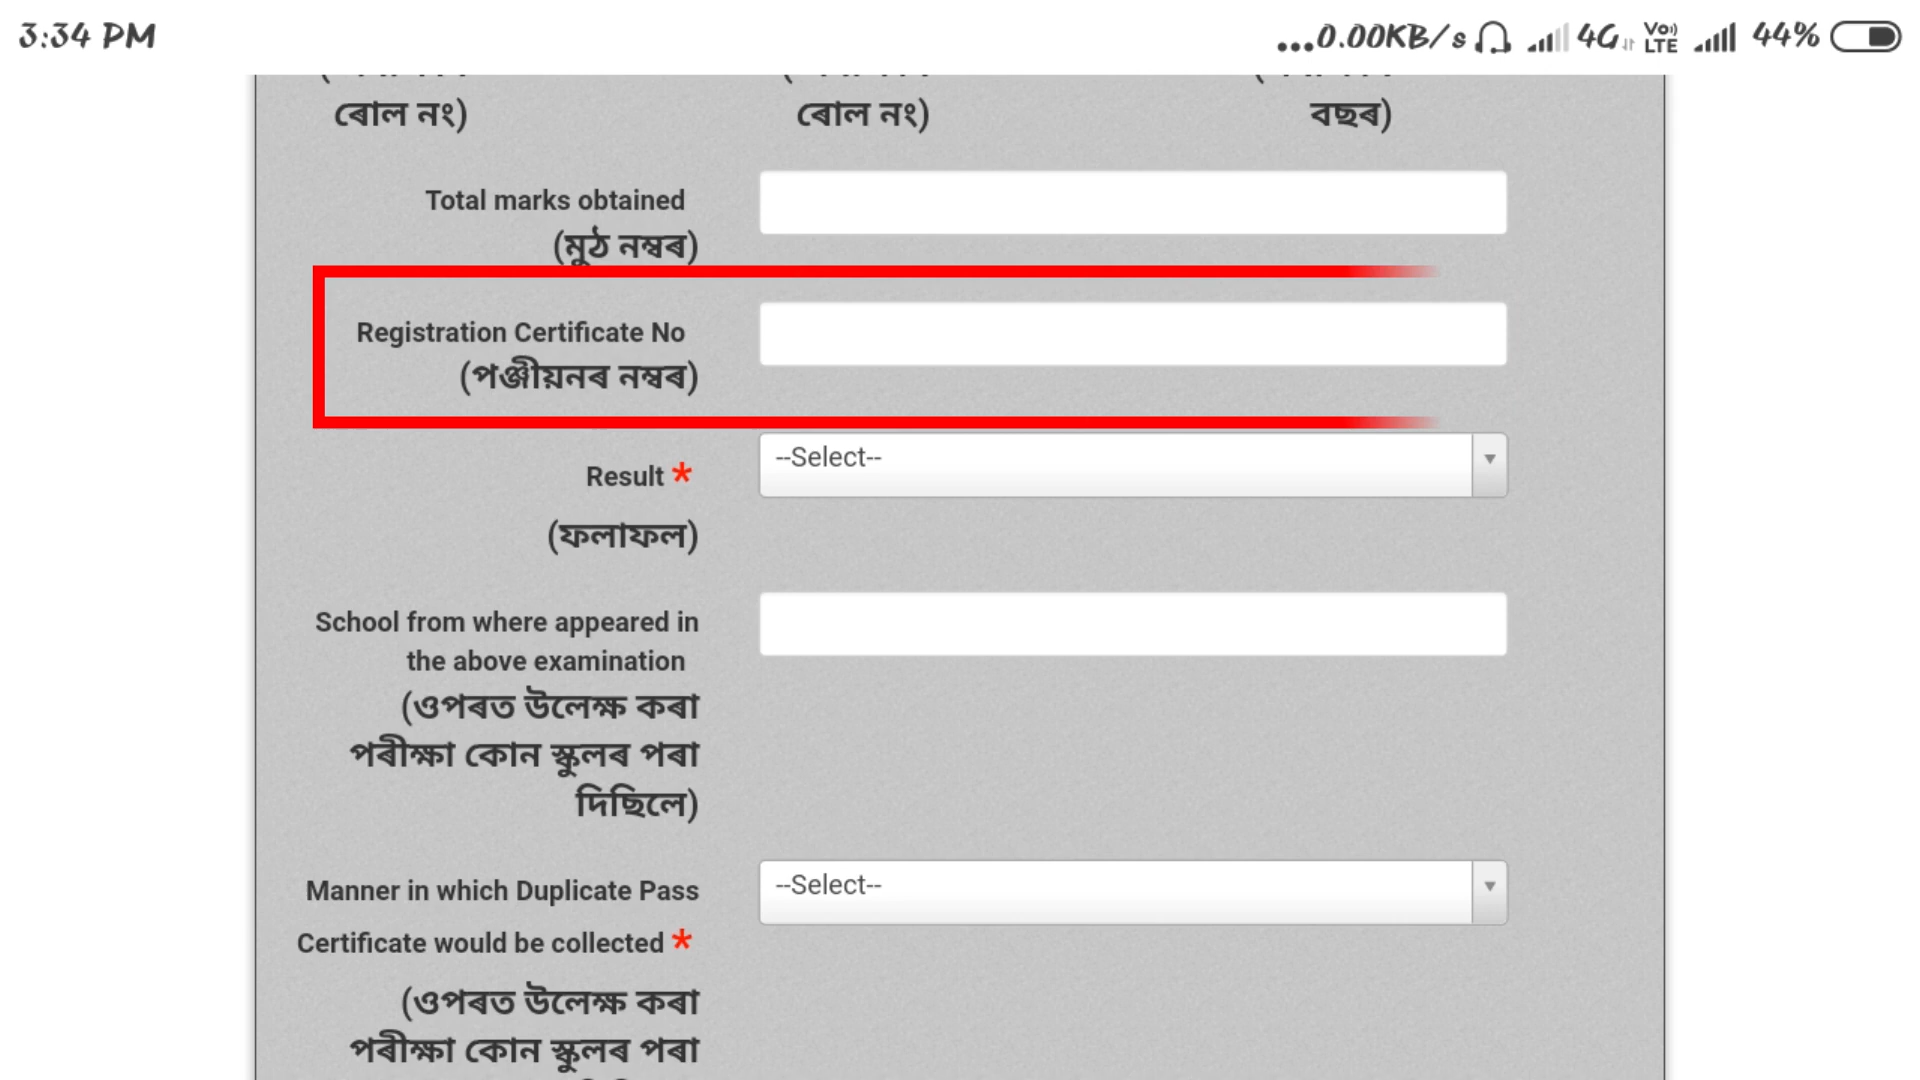 3:34 PM ...0.00KB/s 4G Vo) LTE 44%
ৰোল নং) ৰোল নং) বছৰ)
Total marks obtained
(মুঠ নম্বৰ)
Registration Certificate No
(পঞ্জীয়নৰ নম্বৰ)
--Select--
Result *
(ফলাফল)
School from where appeared in
the above examination
(ওপৰত উলেক্ষ কৰা
পৰীক্ষা কোন স্কুলৰ পৰা
দিছিলে)
--Select--
Manner in which Duplicate Pass
Certificate would be collected *
(ওপৰত উলেক্ষ কৰা
পৰীক্ষা কোন স্কুলৰ পৰা